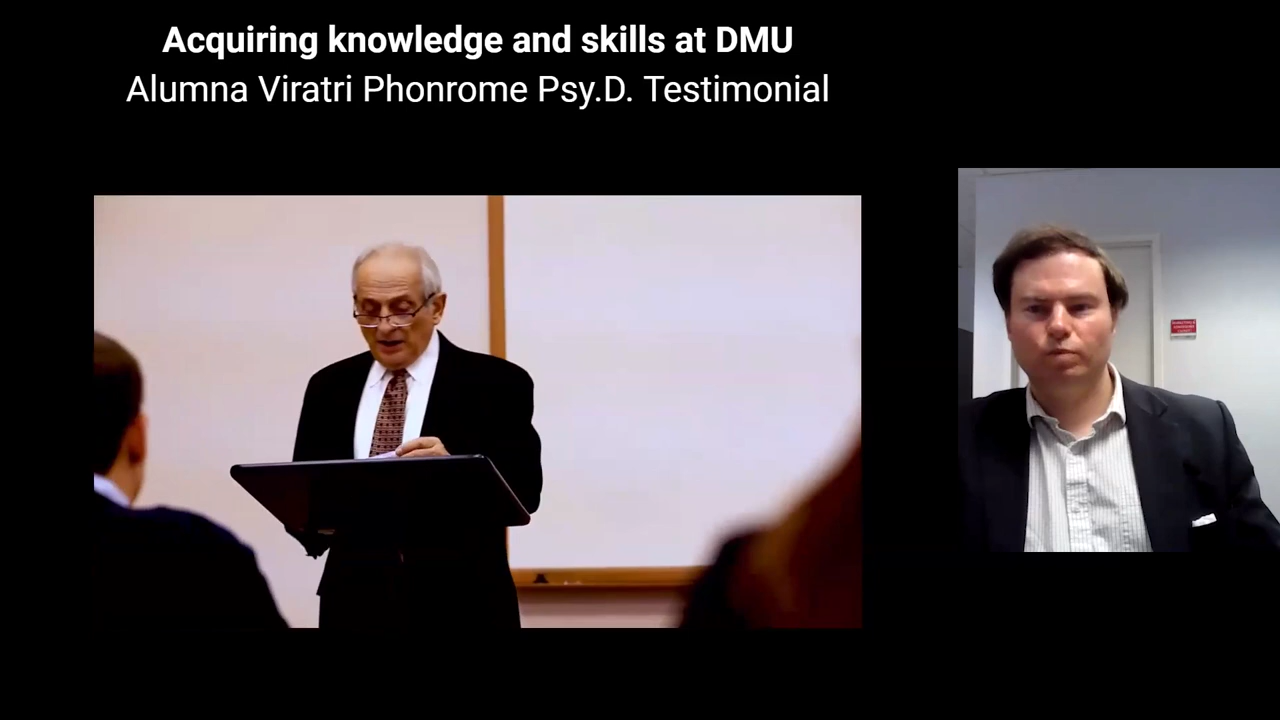 Acquiring knowledge and skills at DMU
Alumna Viratri Phonrome Psy.D. Testimonial